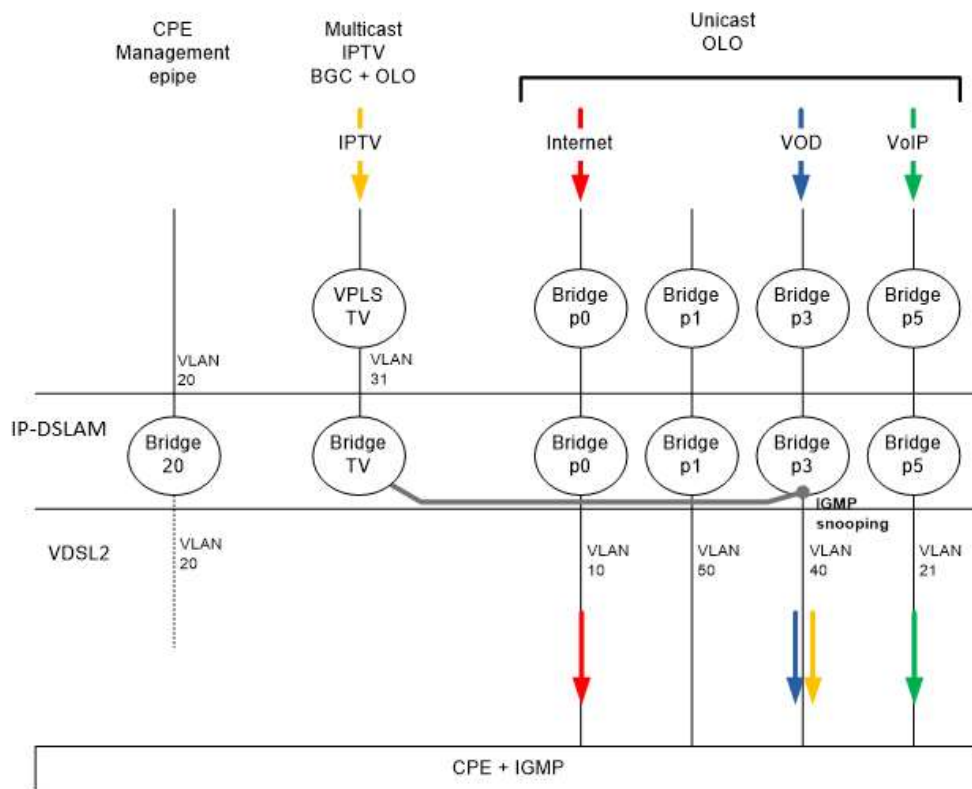 CPE
Management
epipe
Multicast
IPTV
BGC + OLO
Unicast
OLO
IPTV
Internet
VOD
VoIP
VPLS
TV
Bridge
p0
Bridge
p1
Bridge
p3
Bridge
p5
VLAN
20
VLAN
31
IP-DSLAM
Bridge
20
Bridge
TV
Bridge
p0
Bridge
p1
Bridge
p3
Bridge
p5
IGMP
snooping
VDSL2
VLAN
20
VLAN
10
VLAN
50
VLAN
40
VLAN
21
CPE + IGMP